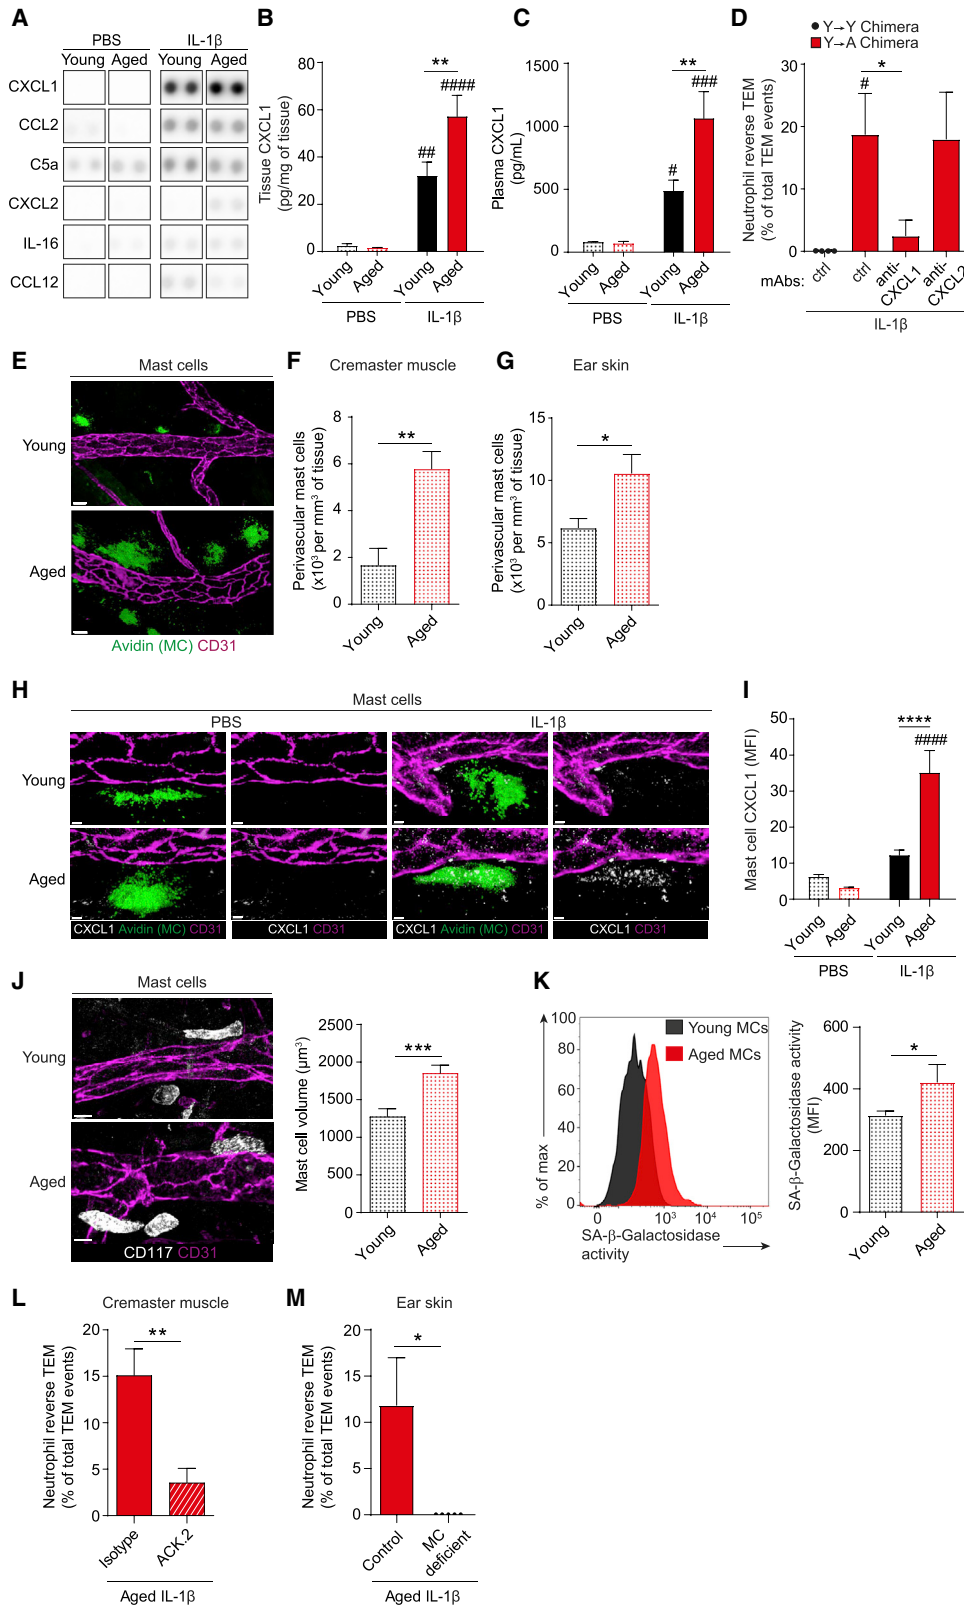 A
PBS IL-1β
Young Aged Young Aged
CXCL1
CCL2
C5a
CXCL2
IL-16
CCL12
B
Tissue CXCL1
(pg/mg of tissue)
80
60
40
20
0
**
##
####
Young Aged Young Aged
PBS IL-1β
C
Plasma CXCL1
(pg/mL)
1500
1000
500
0
**
#
###
Young Aged Young Aged
PBS IL-1β
D
Y→Y Chimera
Y→A Chimera
Neutrophil reverse TEM
(% of total TEM events)
30
20
10
0
*
#
mAbs: ctrl ctrl anti-CXCL1 anti-CXCL2
IL-1β
E
Mast cells
Young
Aged
Avidin (MC) CD31
F
Cremaster muscle
Perivascular mast cells
(x10³ per mm³ of tissue)
8
6
4
2
0
**
Young Aged
G
Ear skin
Perivascular mast cells
(x10³ per mm³ of tissue)
15
10
5
0
*
Young Aged
H
Mast cells
PBS IL-1β
Young
Aged
CXCL1 Avidin (MC) CD31 CXCL1 CD31 CXCL1 Avidin (MC) CD31 CXCL1 CD31
I
Mast cell CXCL1 (MFI)
50
40
30
20
10
0
****
####
Young Aged Young Aged
PBS IL-1β
J
Mast cells
Young
Aged
CD117 CD31
Mast cell volume (µm³)
2500
2000
1500
1000
500
0
***
Young Aged
K
% of max
100
80
60
40
20
0
Young MCs
Aged MCs
0 10³ 10⁴ 10⁵
SA-β-Galactosidase
activity
SA-β-Galactosidase activity
(MFI)
600
400
200
0
*
Young Aged
L
Cremaster muscle
Neutrophil reverse TEM
(% of total TEM events)
20
15
10
5
0
**
Isotype ACK.2
Aged IL-1β
M
Ear skin
Neutrophil reverse TEM
(% of total TEM events)
20
15
10
5
0
*
Control MC deficient
Aged IL-1β